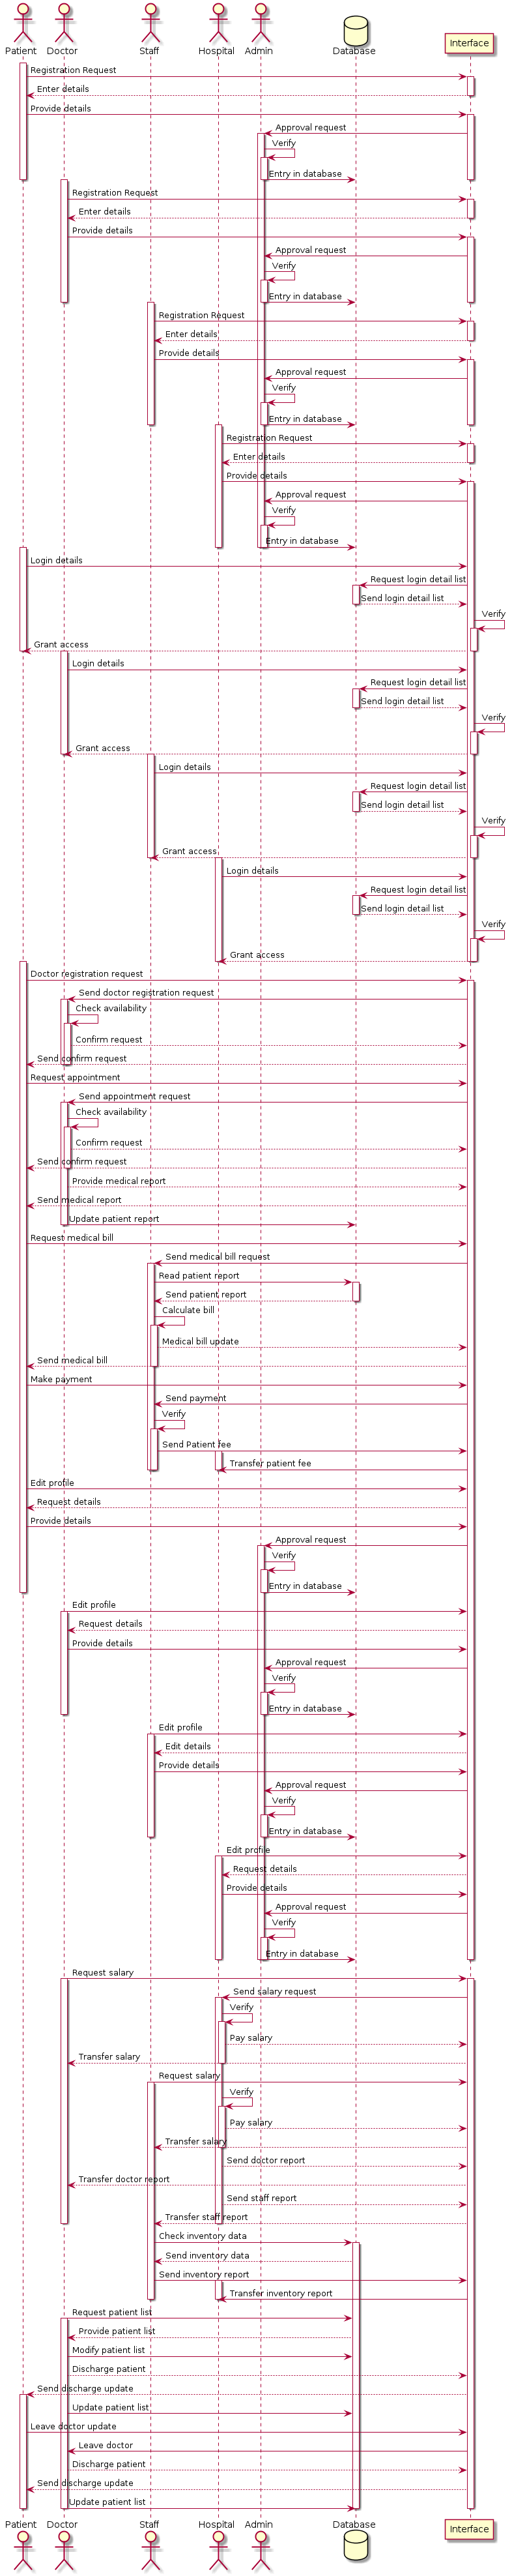 Patient Doctor Staff Hospital Admin Database Interface
Registration Request
Enter details
Provide details
Approval request
Verify
Entry in database
Registration Request
Enter details
Provide details
Approval request
Verify
Entry in database
Registration Request
Enter details
Provide details
Approval request
Verify
Entry in database
Registration Request
Enter details
Provide details
Approval request
Verify
Entry in database
Login details
Request login detail list
Send login detail list
Verify
Grant access
Login details
Request login detail list
Send login detail list
Verify
Grant access
Login details
Request login detail list
Send login detail list
Verify
Grant access
Login details
Request login detail list
Send login detail list
Verify
Grant access
Doctor registration request
Send doctor registration request
Check availability
Confirm request
Send confirm request
Request appointment
Send appointment request
Check availability
Confirm request
Send confirm request
Provide medical report
Send medical report
Update patient report
Request medical bill
Send medical bill request
Read patient report
Send patient report
Calculate bill
Medical bill update
Send medical bill
Make payment
Send payment
Verify
Send Patient fee
Transfer patient fee
Edit profile
Request details
Provide details
Approval request
Verify
Entry in database
Edit profile
Request details
Provide details
Approval request
Verify
Entry in database
Edit profile
Edit details
Provide details
Approval request
Verify
Entry in database
Edit profile
Request details
Provide details
Approval request
Verify
Entry in database
Request salary
Send salary request
Verify
Pay salary
Transfer salary
Request salary
Verify
Pay salary
Transfer salary
Send doctor report
Transfer doctor report
Send staff report
Transfer staff report
Check inventory data
Send inventory data
Send inventory report
Transfer inventory report
Request patient list
Provide patient list
Modify patient list
Discharge patient
Send discharge update
Update patient list
Leave doctor update
Leave doctor
Discharge patient
Send discharge update
Update patient list
Patient Doctor Staff Hospital Admin Database Interface